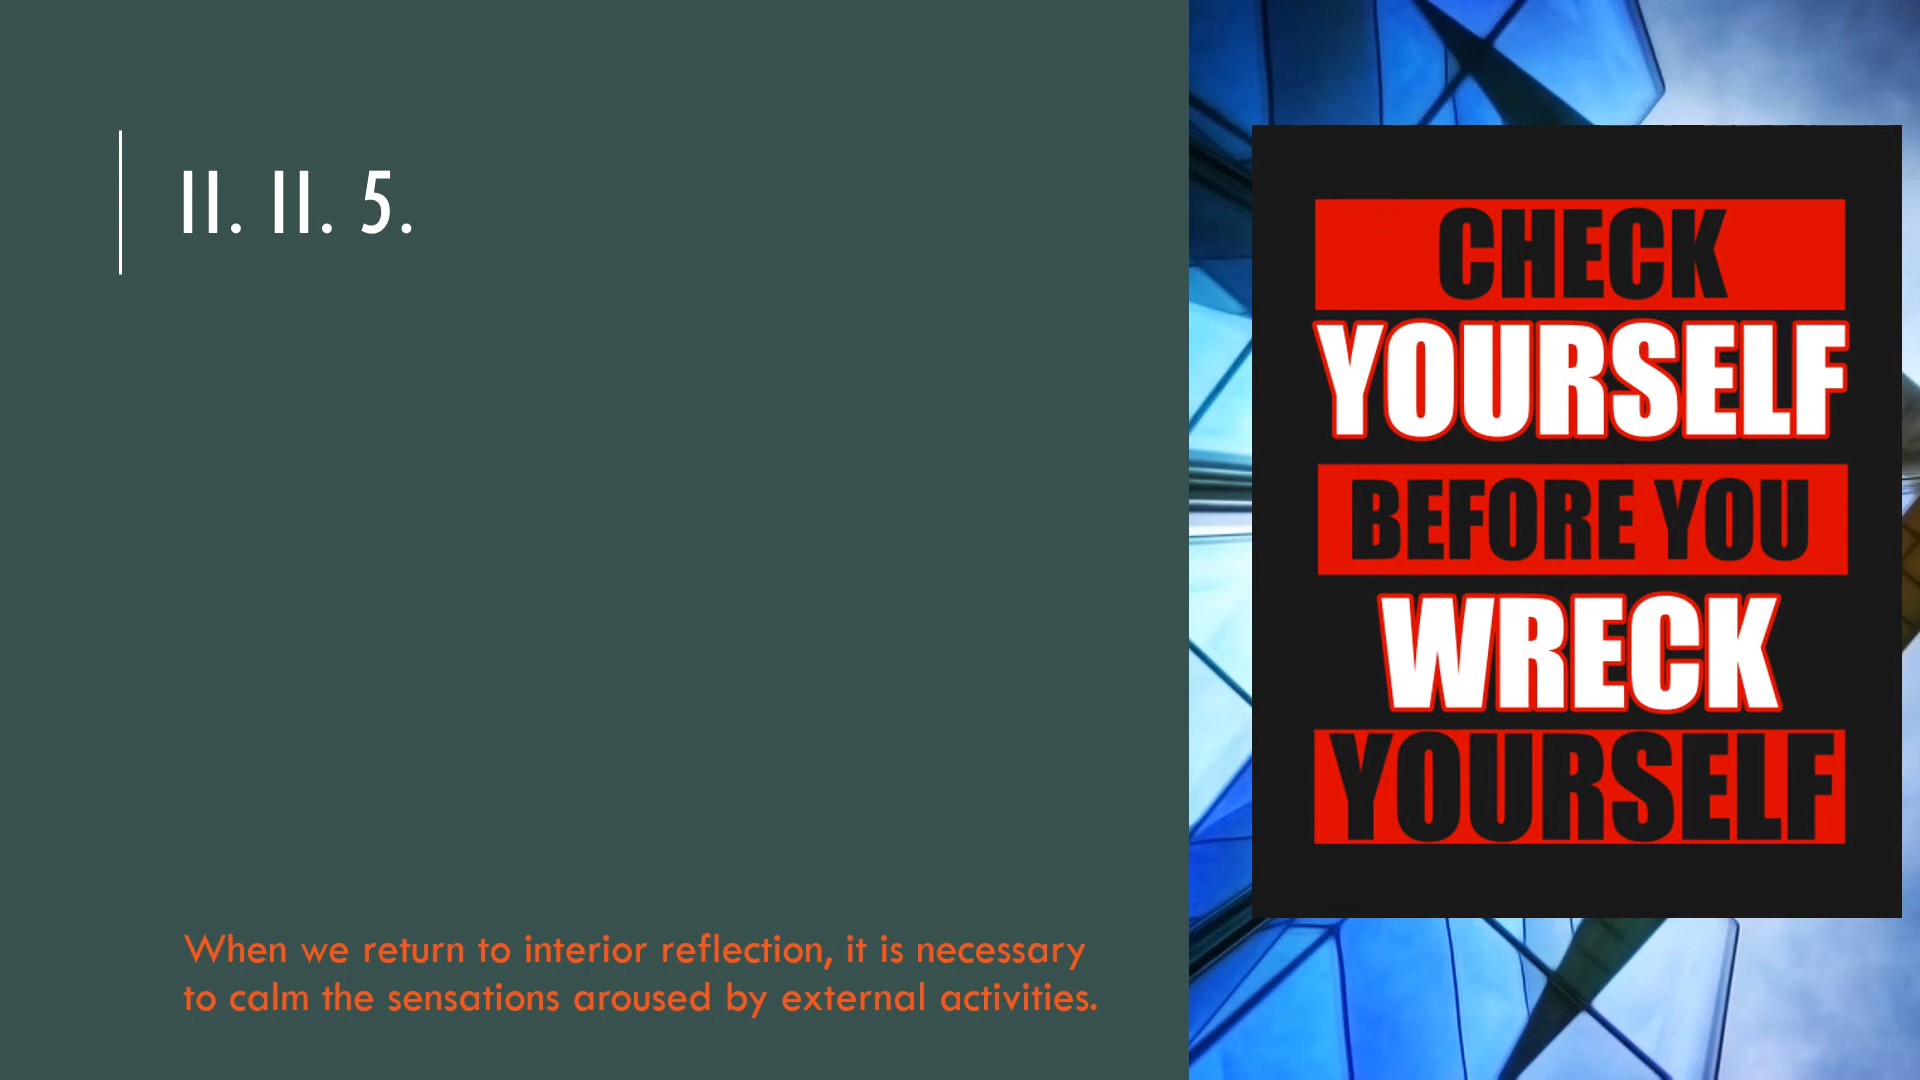 II. II. 5.
When we return to interior reflection, it is necessary
to calm the sensations aroused by external activities.
CHECK
YOURSELF
BEFORE YOU
WRECK
YOURSELF